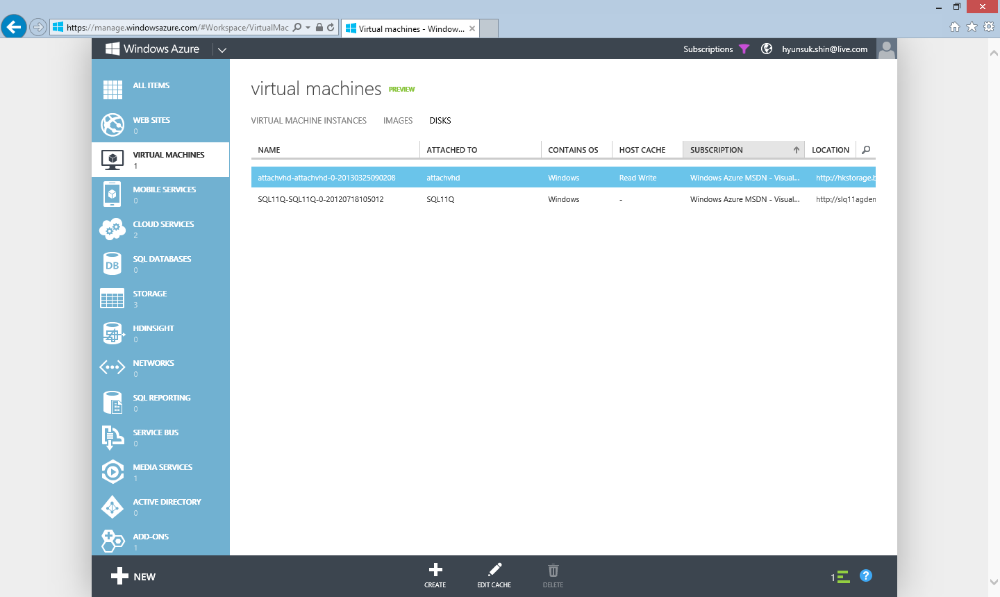 https://manage.windowsazure.com/#Workspace/VirtualMac
Virtual machines - Window...
Windows Azure
Subscriptions
hyunsuk.shin@live.com
ALL ITEMS
WEB SITES
0
VIRTUAL MACHINES
1
MOBILE SERVICES
0
CLOUD SERVICES
2
SQL DATABASES
0
DB
STORAGE
3
HDINSIGHT
0
NETWORKS
0
SQL REPORTING
0
SERVICE BUS
0
MEDIA SERVICES
1
ACTIVE DIRECTORY
0
ADD-ONS
1
virtual machines PREVIEW
VIRTUAL MACHINE INSTANCES IMAGES DISKS
NAME ATTACHED TO CONTAINS OS HOST CACHE SUBSCRIPTION LOCATION
attachvhd-attachvhd-0-20130325090208 attachvhd Windows Read Write Windows Azure MSDN - Visual... http://hkstorage.b
SQL11Q-SQL11Q-0-20120718105012 SQL11Q Windows - Windows Azure MSDN - Visual... http://slq11agden
NEW
CREATE
EDIT CACHE
DELETE
1
?